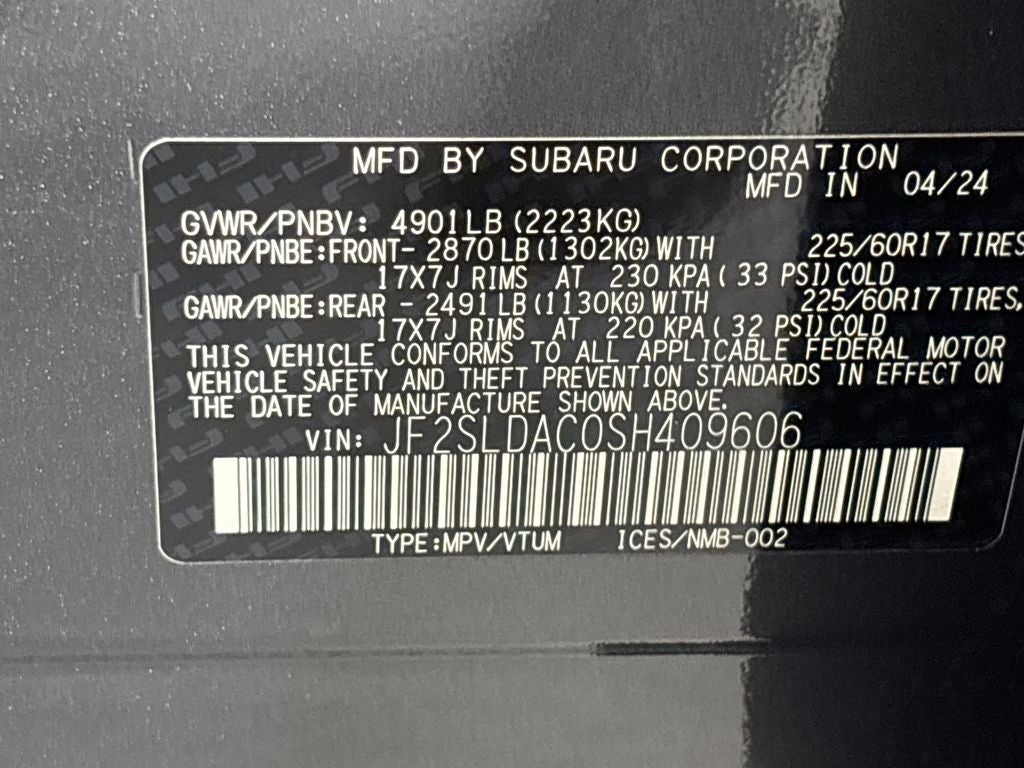 MFD BY SUBARU CORPORATION
MFD IN 04/24
GVWR/PNBV: 4901LB (2223KG)
GAWR/PNBE:FRONT- 2870 LB (1302KG) WITH 225/60R17 TIRES
17X7J RIMS AT 230 KPA ( 33 PSI) COLD
GAWR/PNBE:REAR - 2491 LB (1130KG) WITH 225/60R17 TIRES,
17X7J RIMS AT 220 KPA ( 32 PSI) COLD
THIS VEHICLE CONFORMS TO ALL APPLICABLE FEDERAL MOTOR
VEHICLE SAFETY AND THEFT PREVENTION STANDARDS IN EFFECT ON
THE DATE OF MANUFACTURE SHOWN ABOVE.
VIN: JF2SLDAC0SH409606
TYPE:MPV/VTUM ICES/NMB-002